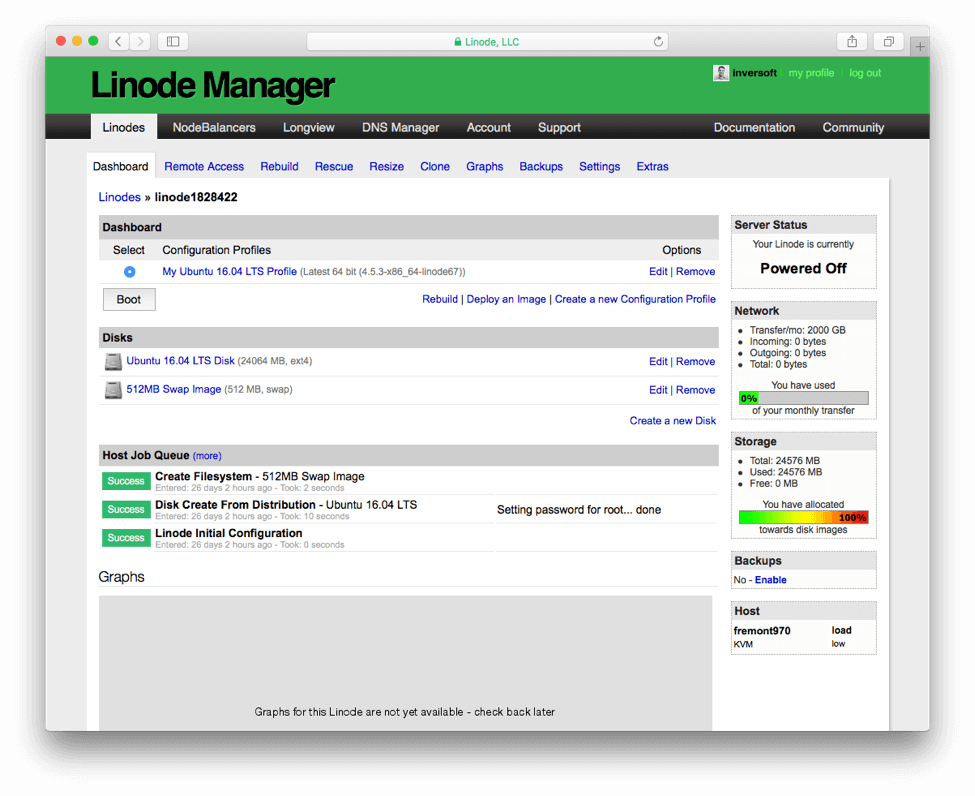 Linode, LLC
Linode Manager
inversoft my profile log out
Linodes NodeBalancers Longview DNS Manager Account Support Documentation Community
Dashboard Remote Access Rebuild Rescue Resize Clone Graphs Backups Settings Extras
Linodes » linode1828422
Dashboard
Select Configuration Profiles Options
My Ubuntu 16.04 LTS Profile (Latest 64 bit (4.5.3-x86_64-linode67)) Edit | Remove
Boot Rebuild | Deploy an Image | Create a new Configuration Profile
Disks
Ubuntu 16.04 LTS Disk (24064 MB, ext4) Edit | Remove
512MB Swap Image (512 MB, swap) Edit | Remove
Create a new Disk
Host Job Queue (more)
Success Create Filesystem - 512MB Swap Image
Entered: 26 days 2 hours ago - Took: 2 seconds
Success Disk Create From Distribution - Ubuntu 16.04 LTS Setting password for root... done
Entered: 26 days 2 hours ago - Took: 10 seconds
Success Linode Initial Configuration
Entered: 26 days 2 hours ago - Took: 0 seconds
Graphs
Graphs for this Linode are not yet available - check back later
Server Status
Your Linode is currently
Powered Off
Network
Transfer/mo: 2000 GB
Incoming: 0 bytes
Outgoing: 0 bytes
Total: 0 bytes
You have used
0%
of your monthly transfer
Storage
Total: 24576 MB
Used: 24576 MB
Free: 0 MB
You have allocated
100%
towards disk images
Backups
No - Enable
Host
fremont970 load
KVM low